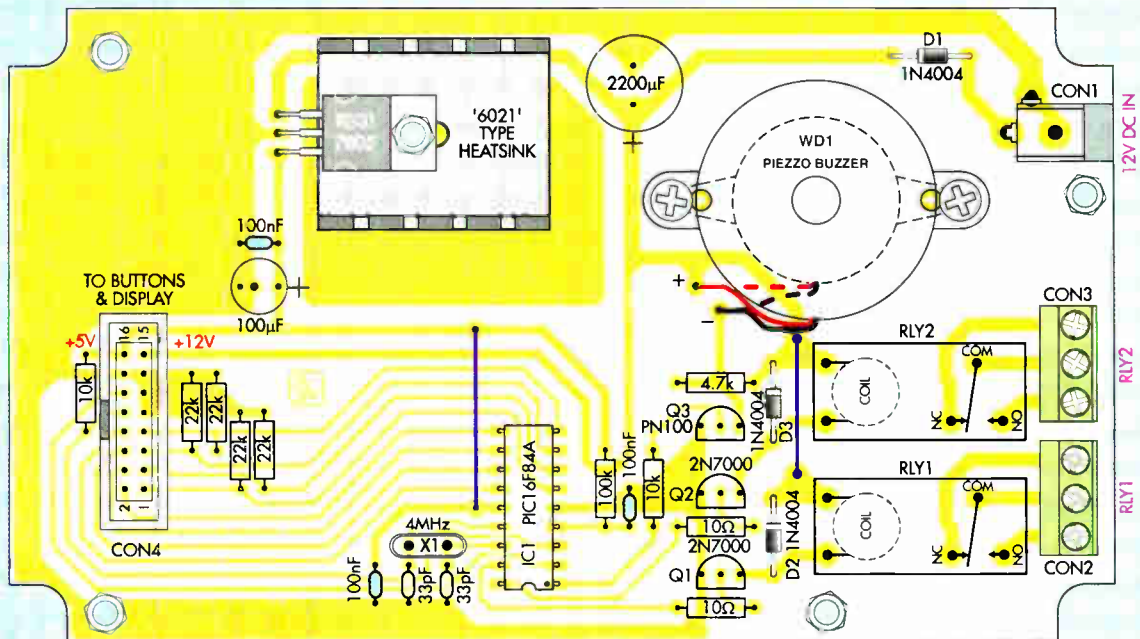 D1
1N4004
CON1
12V DC IN
2200µF
+
'6021'
TYPE
HEATSINK
WD1
PIEZZO BUZZER
100nF
+
100µF
TO BUTTONS
& DISPLAY
+5V
+12V
16
15
2
1
CON4
10k
22k
22k
22k
22k
+
–
CON3
RLY2
RLY2
COIL
COM
NC
NO
4.7k
1N4004
D3
Q3
PN100
100nF
100k
10k
2N7000
Q2
10Ω
2N7000
Q1
10Ω
1N4004
D2
RLY1
COIL
COM
NC
NO
RLY1
CON2
PIC16F84A
IC1
4MHz
X1
100nF
33pF
33pF